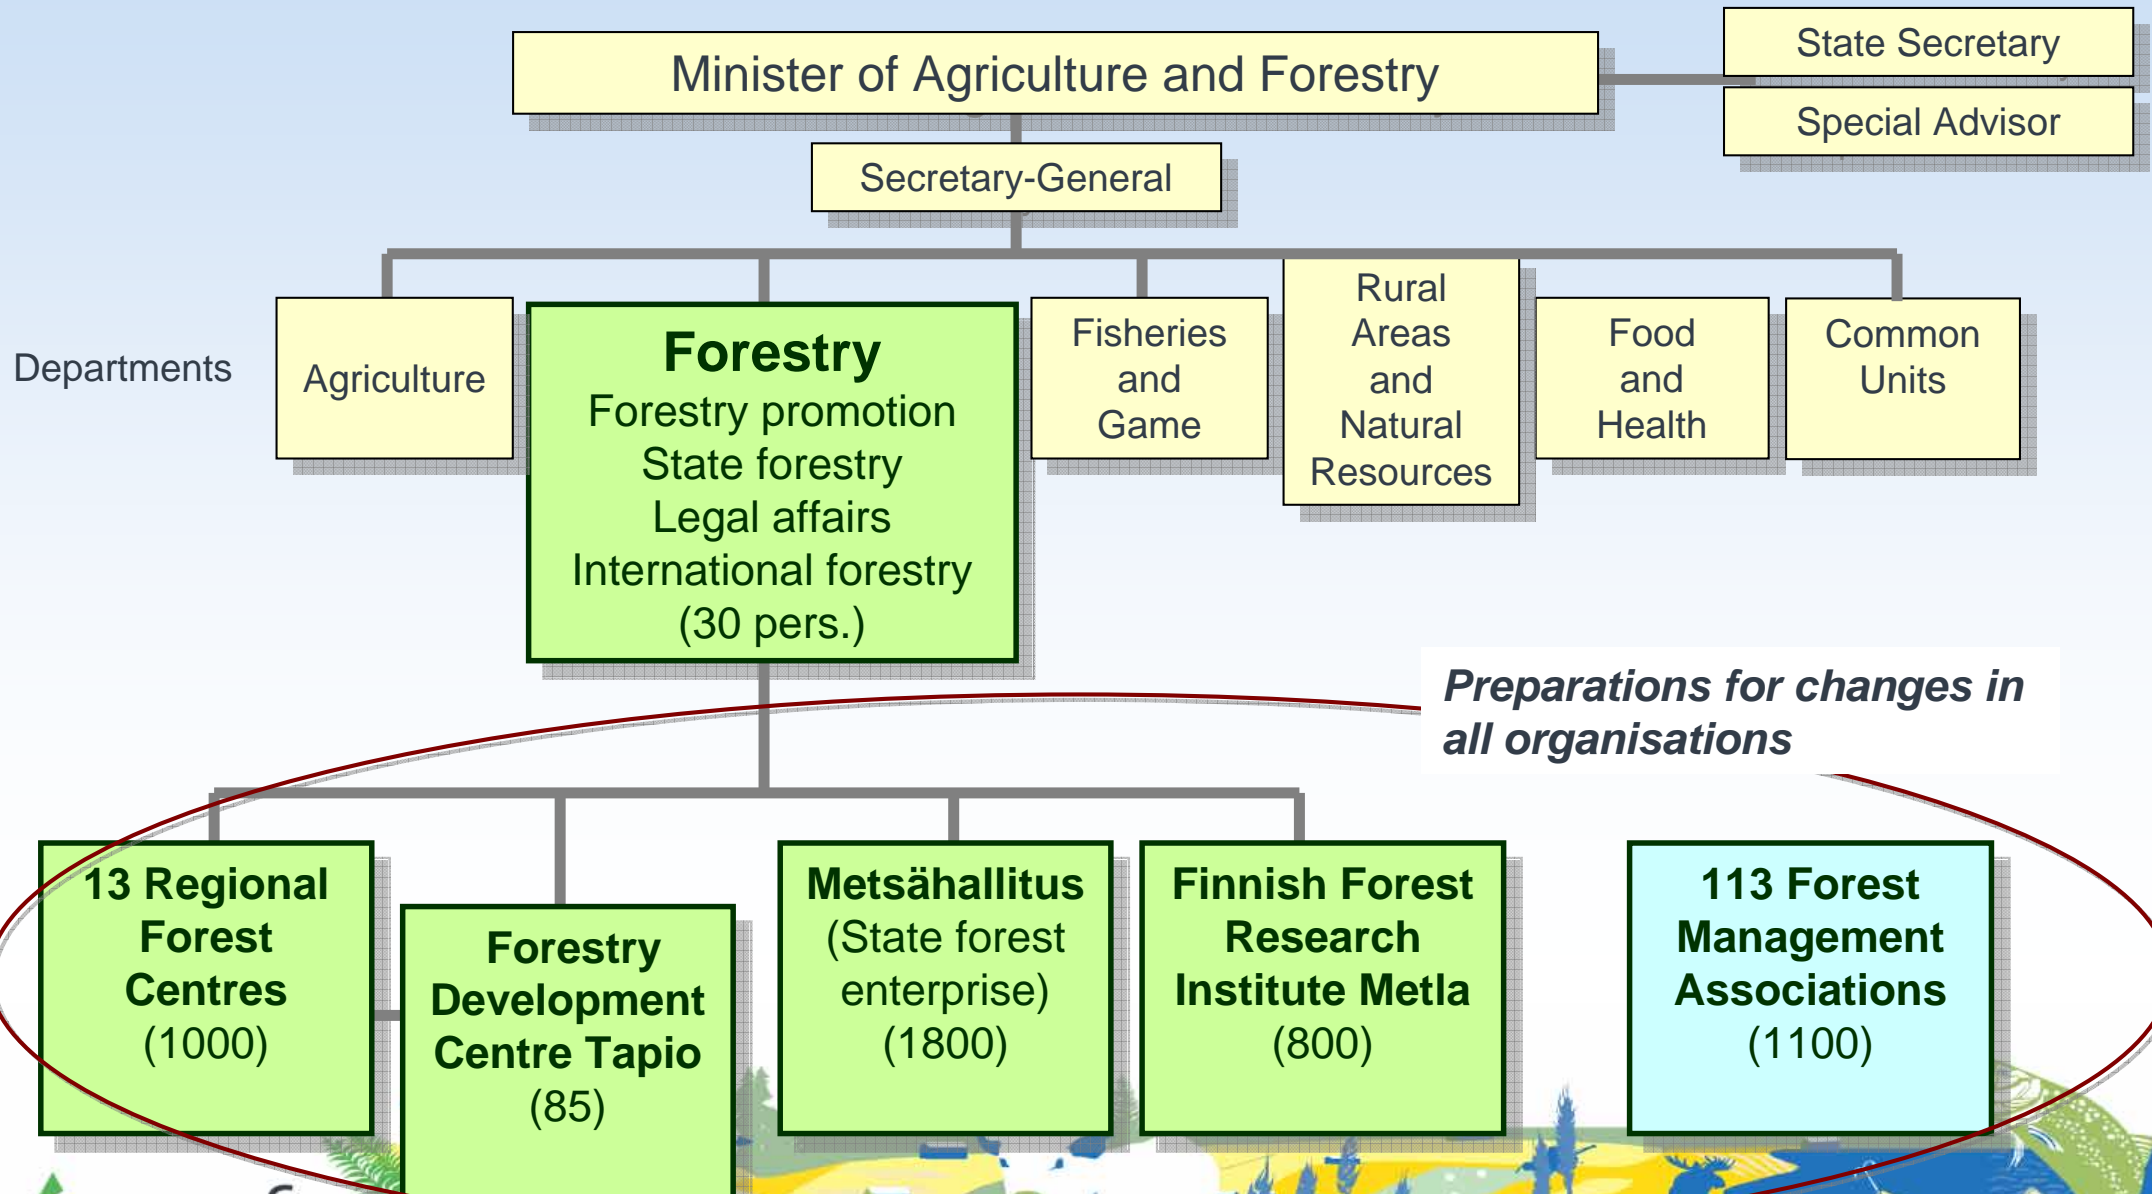 Minister of Agriculture and Forestry
State Secretary
Special Advisor
Secretary-General
Departments
Agriculture
Forestry
Forestry promotion
State forestry
Legal affairs
International forestry
(30 pers.)
Fisheries
and
Game
Rural
Areas
and
Natural
Resources
Food
and
Health
Common
Units
Preparations for changes in
all organisations
13 Regional
Forest
Centres
(1000)
Forestry
Development
Centre Tapio
(85)
Metsähallitus
(State forest
enterprise)
(1800)
Finnish Forest
Research
Institute Metla
(800)
113 Forest
Management
Associations
(1100)